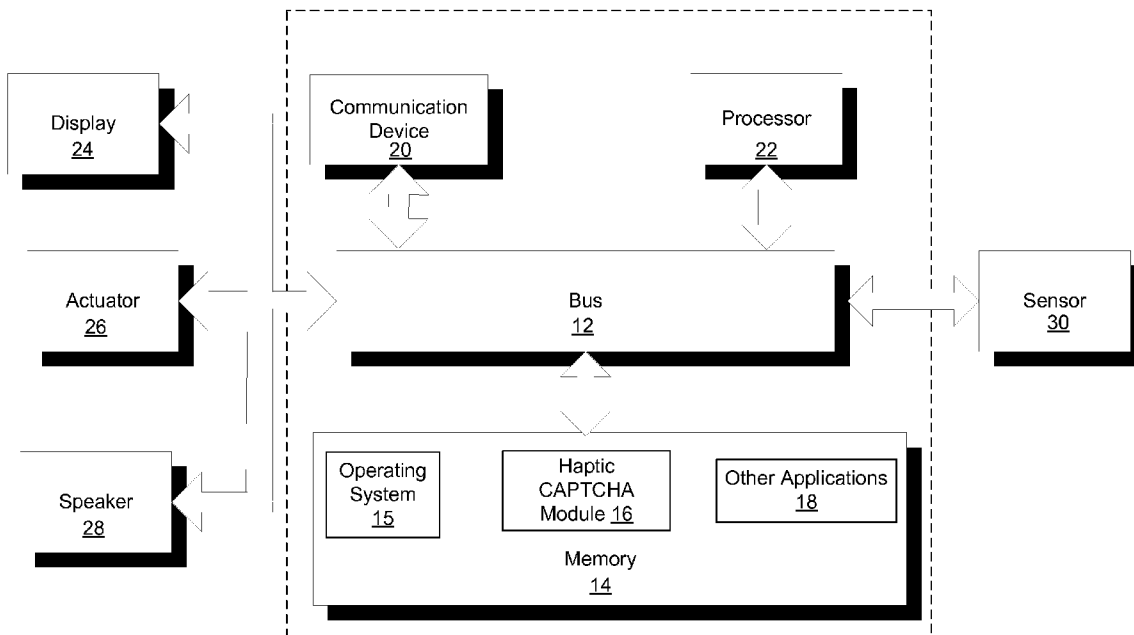 Display
24
Communication
Device
20
Processor
22
Actuator
26
Bus
12
Sensor
30
Speaker
28
Operating
System
15
Haptic
CAPTCHA
Module 16
Other Applications
18
Memory
14